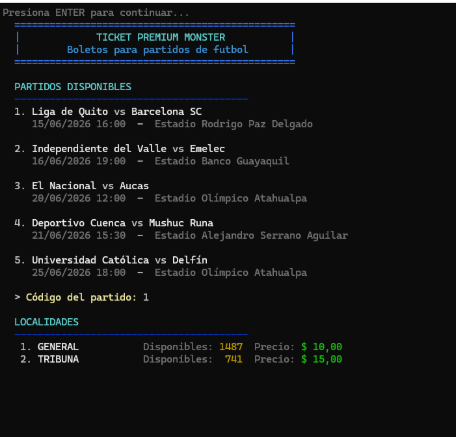 Presiona ENTER para continuar...
TICKET PREMIUM MONSTER
Boletos para partidos de futbol
PARTIDOS DISPONIBLES
1. Liga de Quito vs Barcelona SC
15/06/2026 16:00 - Estadio Rodrigo Paz Delgado
2. Independiente del Valle vs Emelec
16/06/2026 19:00 - Estadio Banco Guayaquil
3. El Nacional vs Aucas
20/06/2026 12:00 - Estadio Olímpico Atahualpa
4. Deportivo Cuenca vs Mushuc Runa
21/06/2026 15:30 - Estadio Alejandro Serrano Aguilar
5. Universidad Católica vs Delfín
25/06/2026 18:00 - Estadio Olímpico Atahualpa
> Código del partido: 1
LOCALIDADES
1. GENERAL Disponibles: 1487 Precio: $ 10,00
2. TRIBUNA Disponibles: 741 Precio: $ 15,00